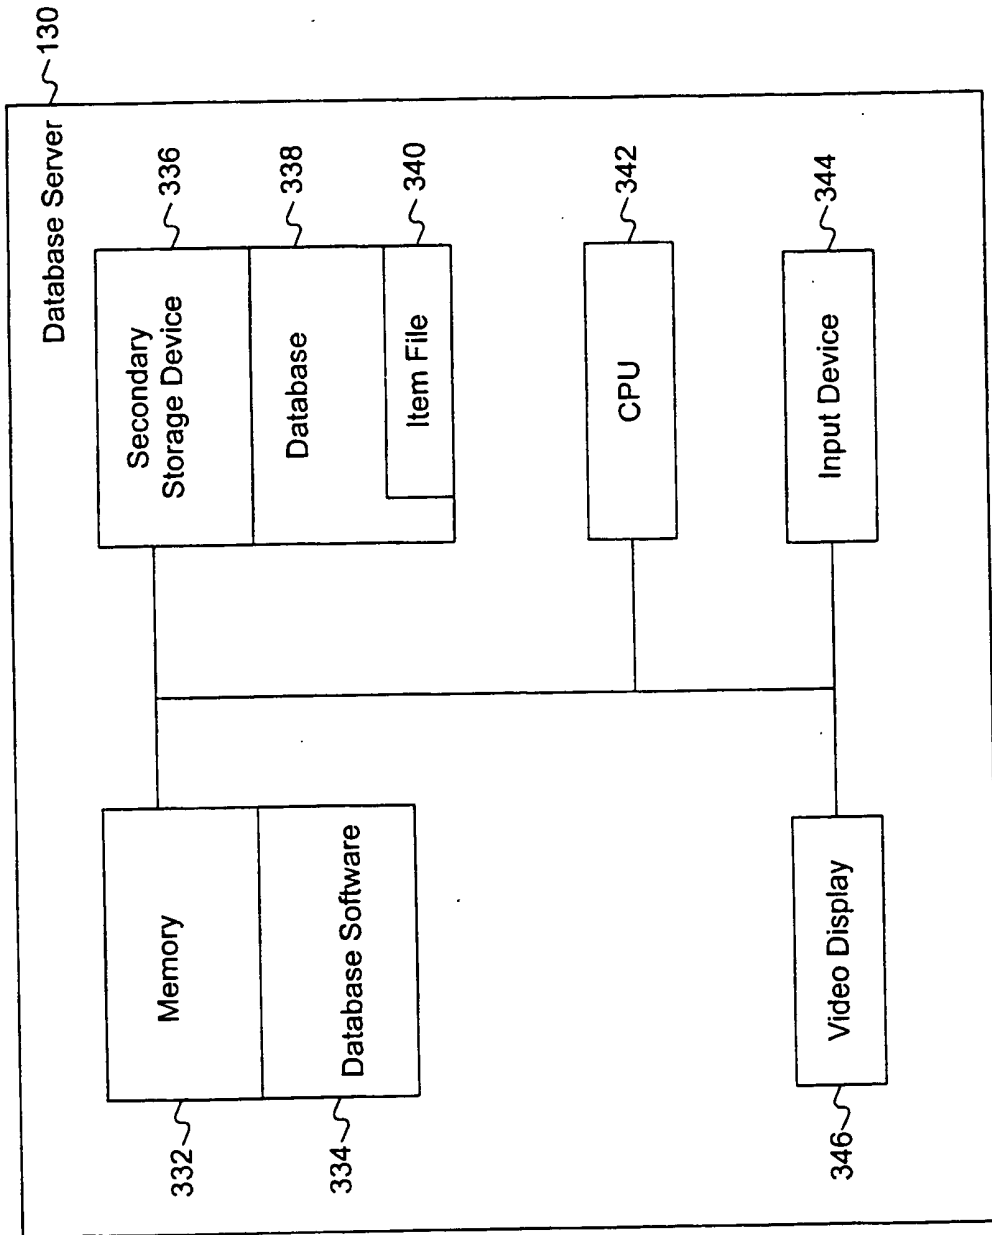 Database Server
130
Memory
332
Database Software
334
Secondary
Storage Device
336
Database
338
Item File
340
CPU
342
Input Device
344
Video Display
346